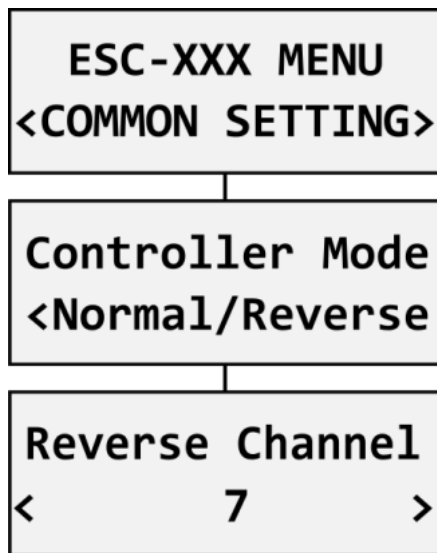 ESC-XXX MENU
<COMMON SETTING>
Controller Mode
<Normal/Reverse
Reverse Channel
< 7 >